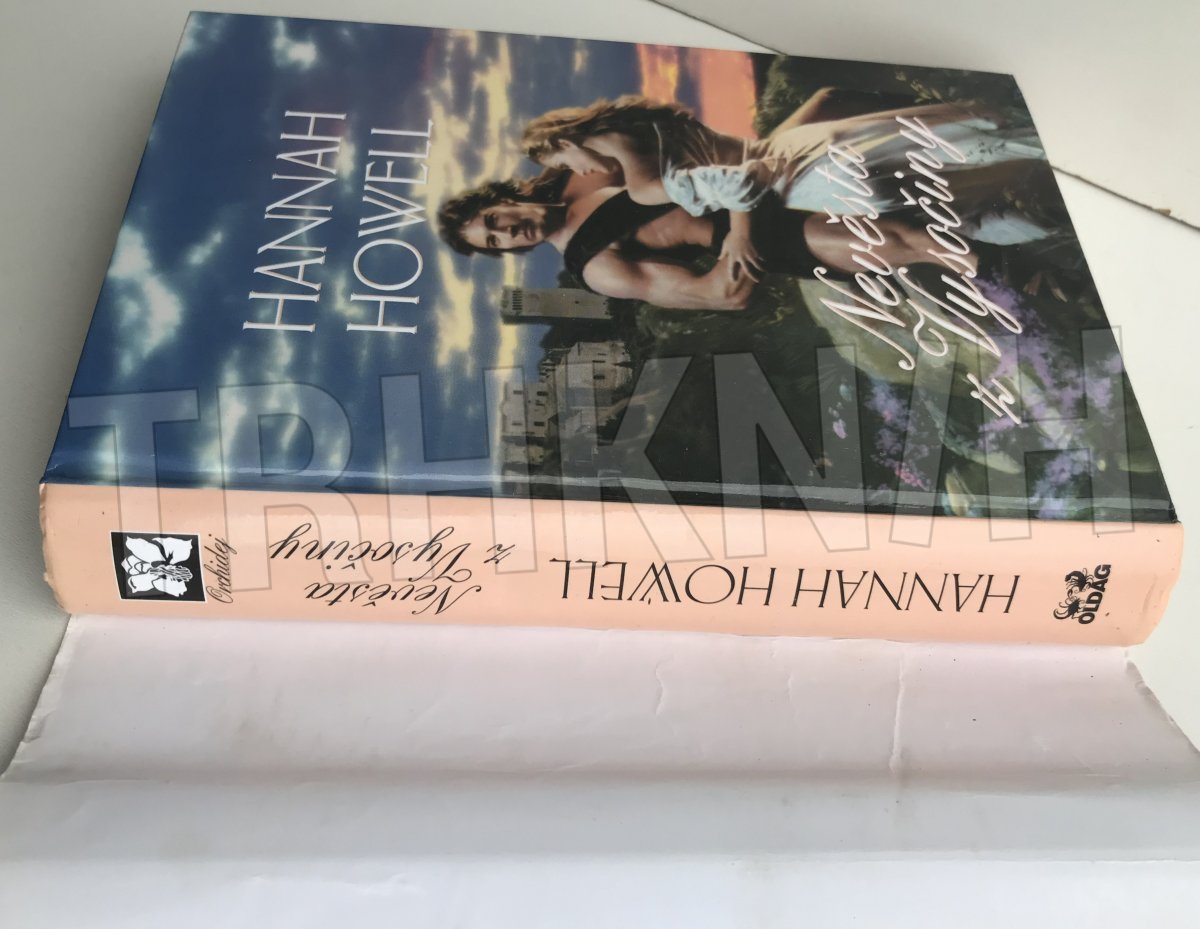 HANNAH
HOWELL
Nevěsta
z Vysočiny
Orchidej
Nevěsta
z Vysočiny
HANNAH HOWELL
OLDAG
TRHKNIH